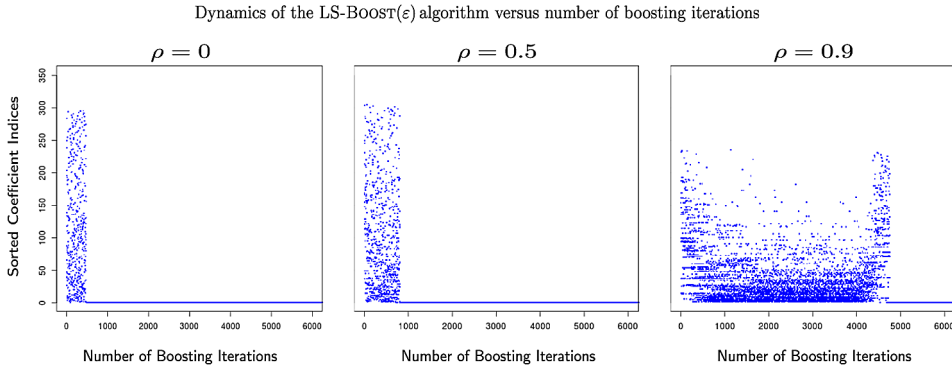 Dynamics of the LS-BOOST(ε) algorithm versus number of boosting iterations
ρ = 0
ρ = 0.5
ρ = 0.9
Sorted Coefficient Indices
350
300
250
200
150
100
50
0
0 1000 2000 3000 4000 5000 6000
0 1000 2000 3000 4000 5000 6000
0 1000 2000 3000 4000 5000 6000
Number of Boosting Iterations
Number of Boosting Iterations
Number of Boosting Iterations